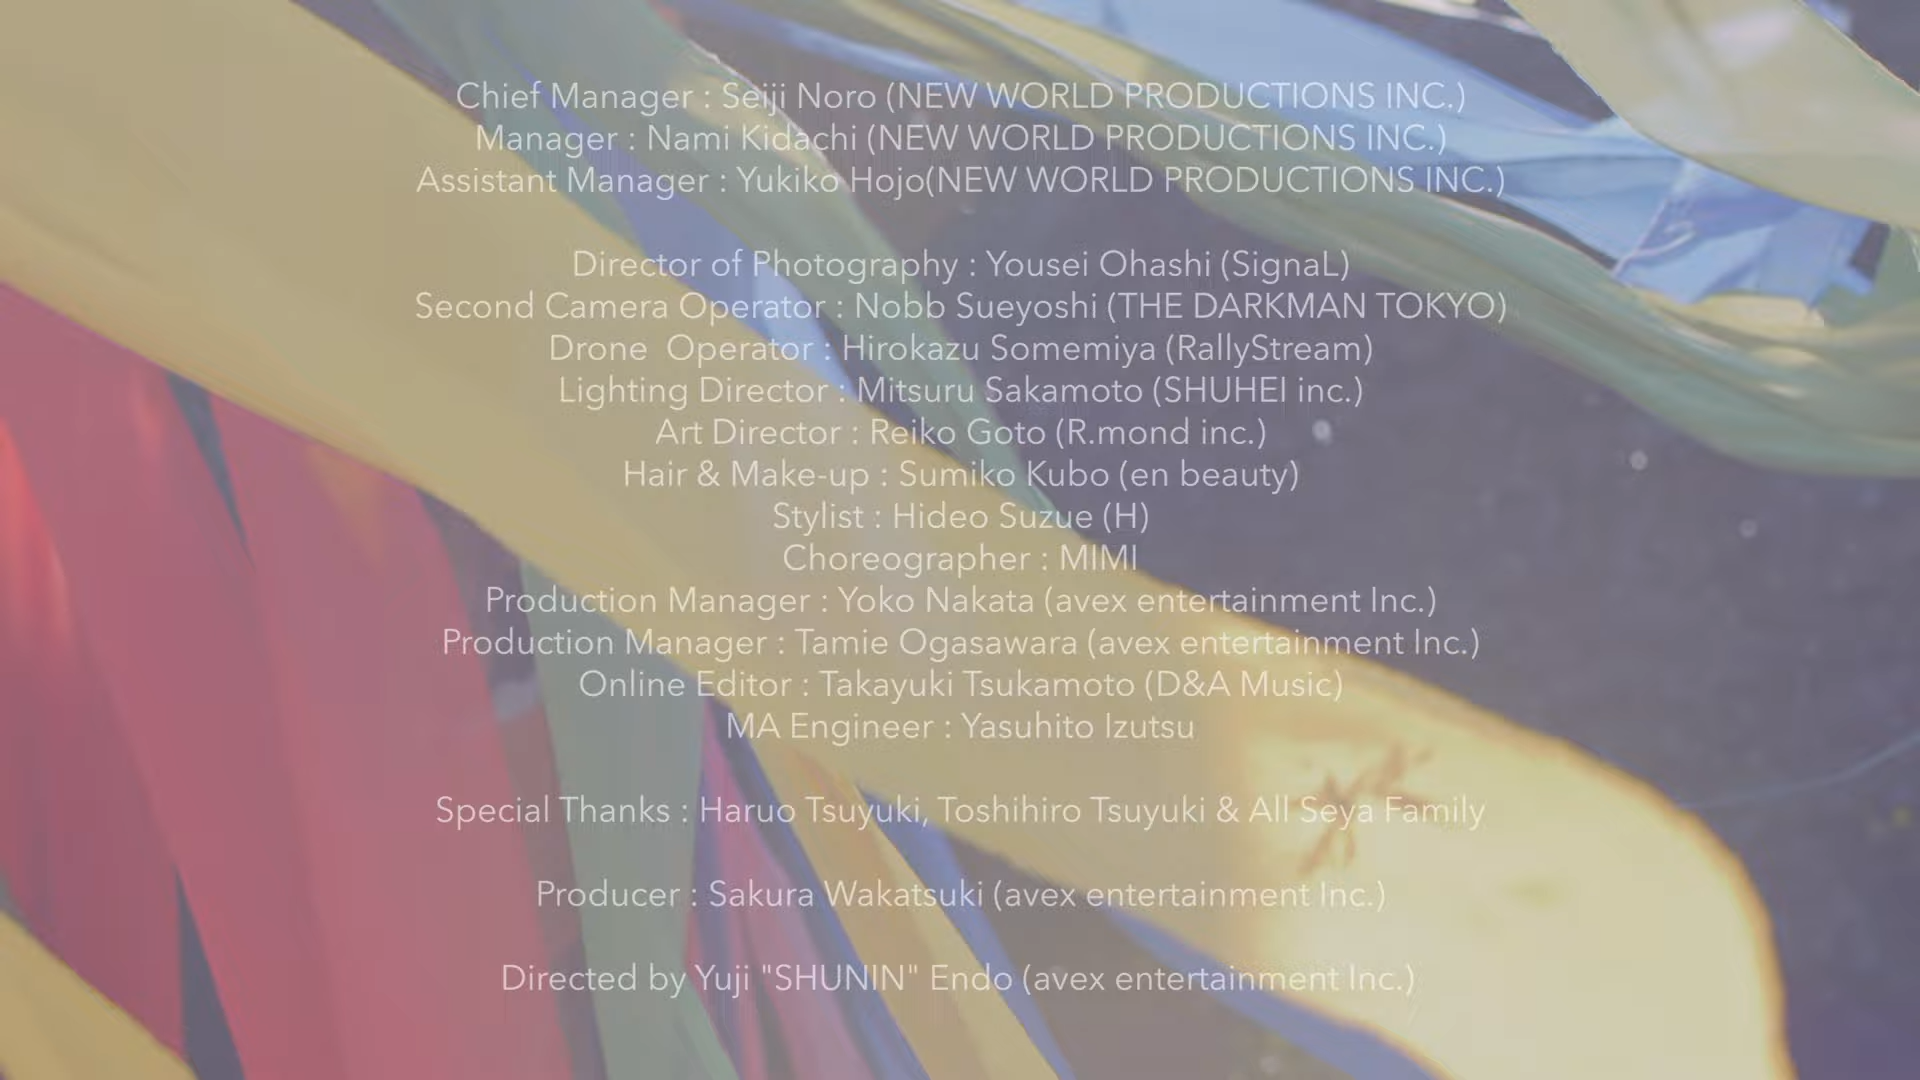 Chief Manager : Seiji Noro (NEW WORLD PRODUCTIONS INC.)
Manager : Nami Kidachi (NEW WORLD PRODUCTIONS INC.)
Assistant Manager : Yukiko Hojo(NEW WORLD PRODUCTIONS INC.)
Director of Photography : Yousei Ohashi (SignaL)
Second Camera Operator : Nobb Sueyoshi (THE DARKMAN TOKYO)
Drone  Operator : Hirokazu Somemiya (RallyStream)
Lighting Director : Mitsuru Sakamoto (SHUHEI inc.)
Art Director : Reiko Goto (R.mond inc.)
Hair & Make-up : Sumiko Kubo (en beauty)
Stylist : Hideo Suzue (H)
Choreographer : MIMI
Production Manager : Yoko Nakata (avex entertainment Inc.)
Production Manager : Tamie Ogasawara (avex entertainment Inc.)
Online Editor : Takayuki Tsukamoto (D&A Music)
MA Engineer : Yasuhito Izutsu
Special Thanks : Haruo Tsuyuki, Toshihiro Tsuyuki & All Seya Family
Producer : Sakura Wakatsuki (avex entertainment Inc.)
Directed by Yuji "SHUNIN" Endo (avex entertainment Inc.)